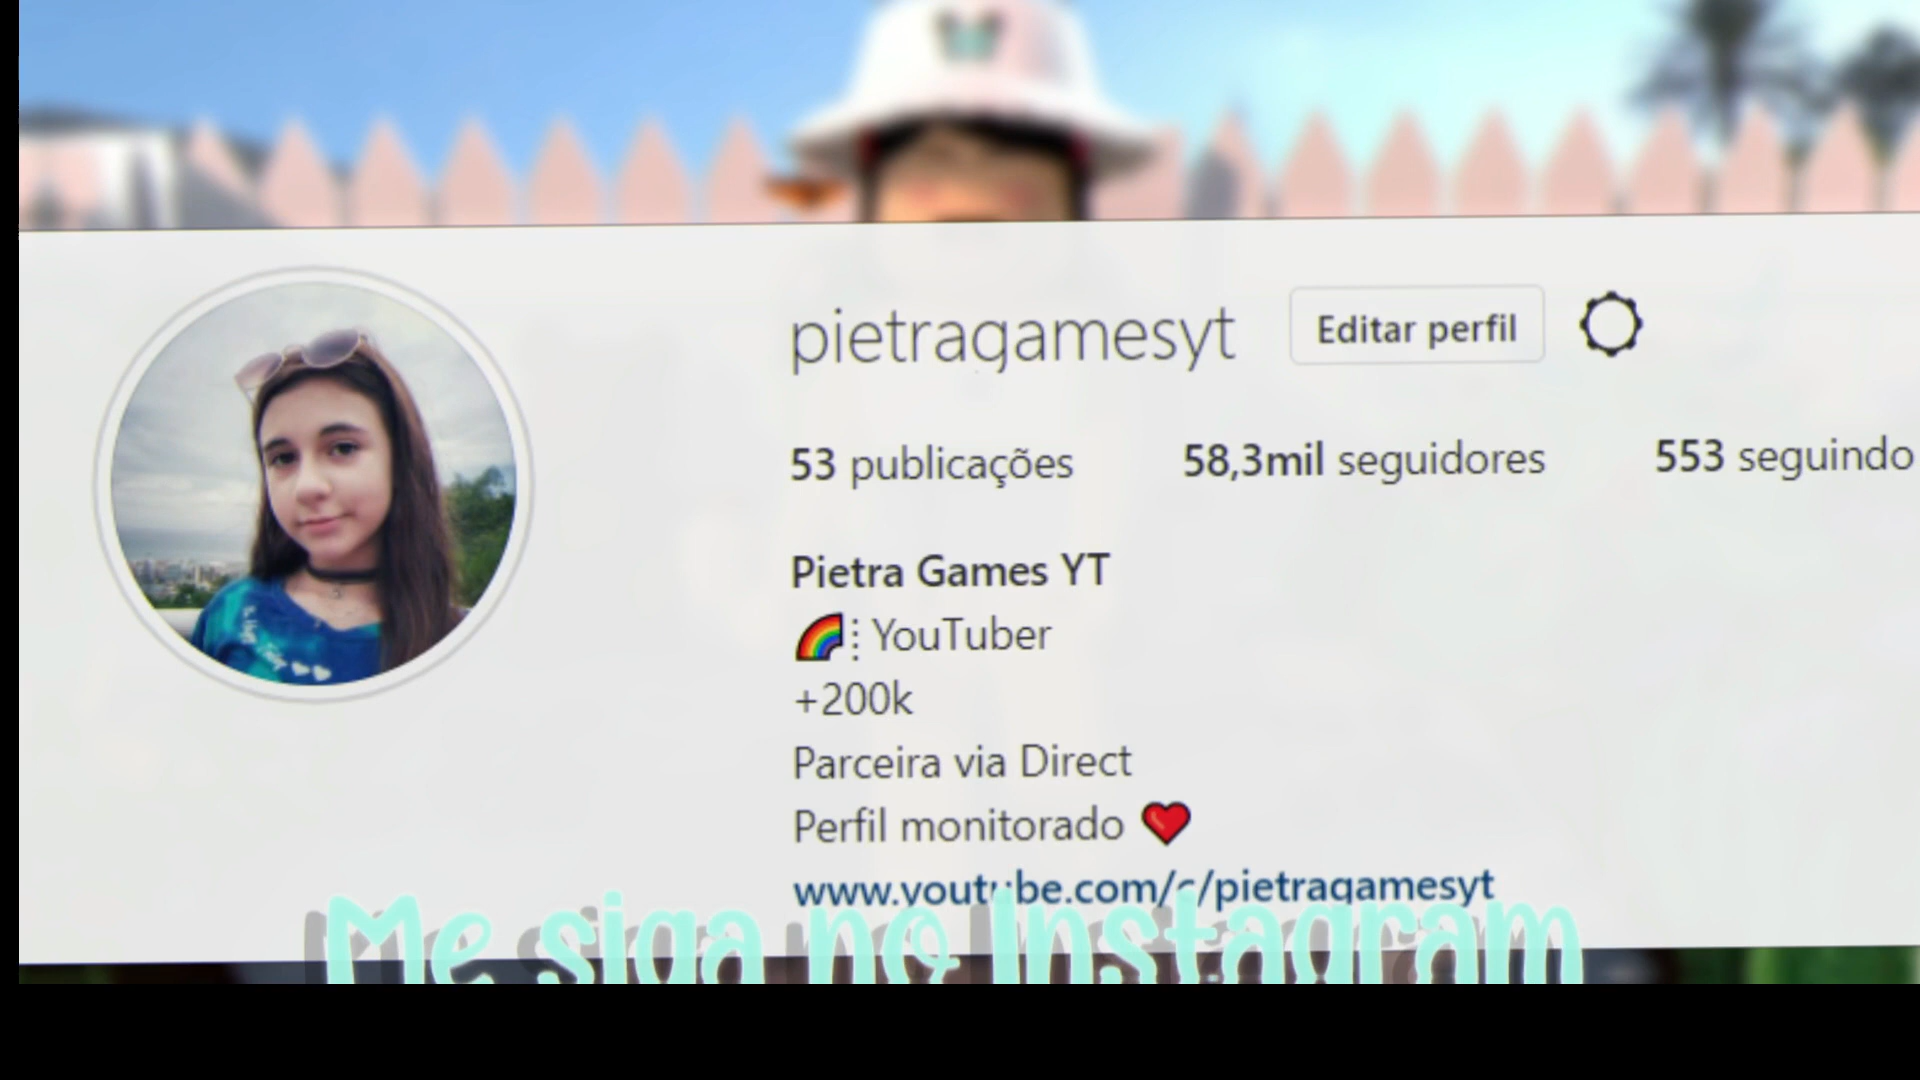 pietragamesyt Editar perfil
53 publicações 58,3mil seguidores 553 seguindo
Pietra Games YT
🌈┊YouTuber
+200k
Parceira via Direct
Perfil monitorado ❤️
www.youtube.com/c/pietragamesyt
Me siga no Instagram